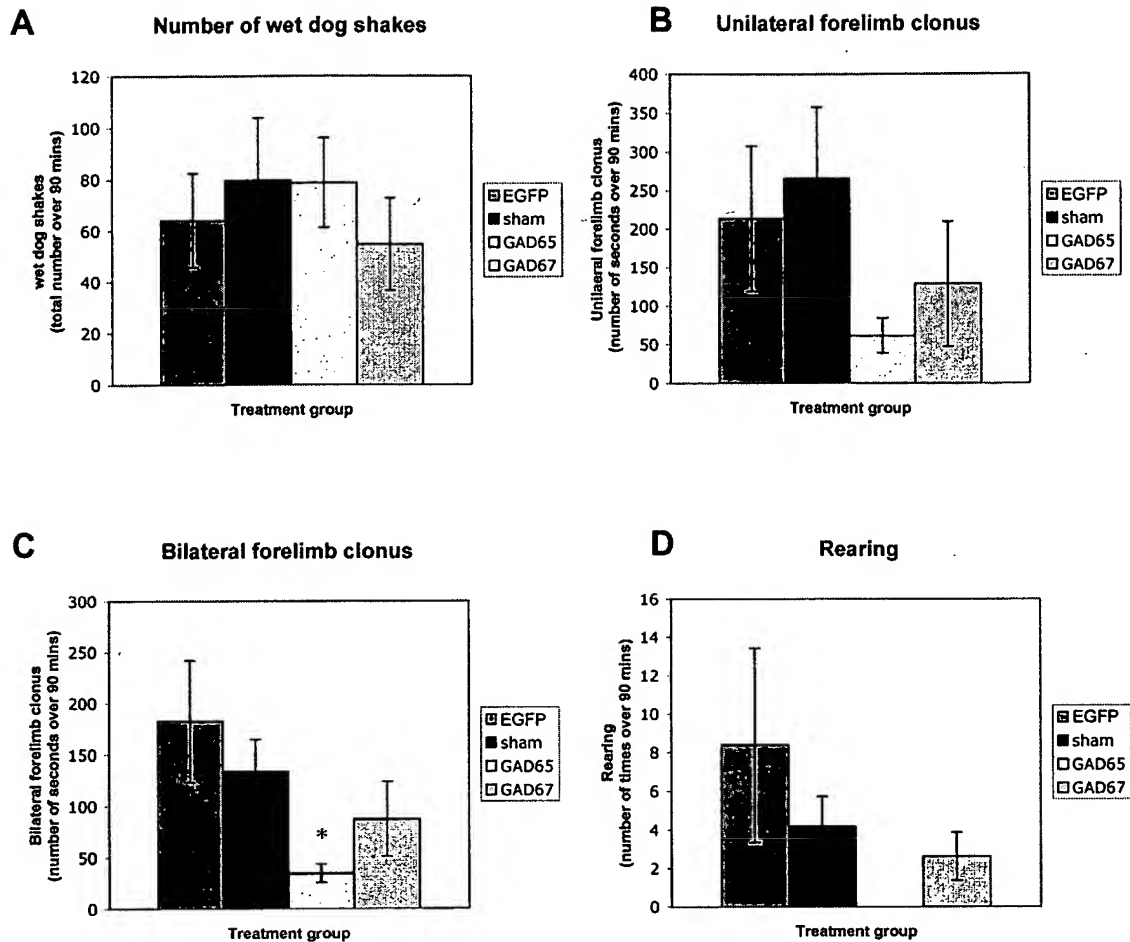 A
Number of wet dog shakes
120
100
80
60
40
20
0
wet dog shakes
(total number over 90 mins)
Treatment group
EGFP
sham
GAD65
GAD67
B
Unilateral forelimb clonus
400
350
300
250
200
150
100
50
0
Unilaeral forelimb clonus
(number of seconds over 90 mins)
Treatment group
EGFP
sham
GAD65
GAD67
C
Bilateral forelimb clonus
300
250
200
150
100
50
0
Bilateral forelimb clonus
(number of seconds over 90 mins)
*
Treatment group
EGFP
sham
GAD65
GAD67
D
Rearing
16
14
12
10
8
6
4
2
0
Rearing
(number of times over 90 mins)
Treatment group
EGFP
sham
GAD65
GAD67